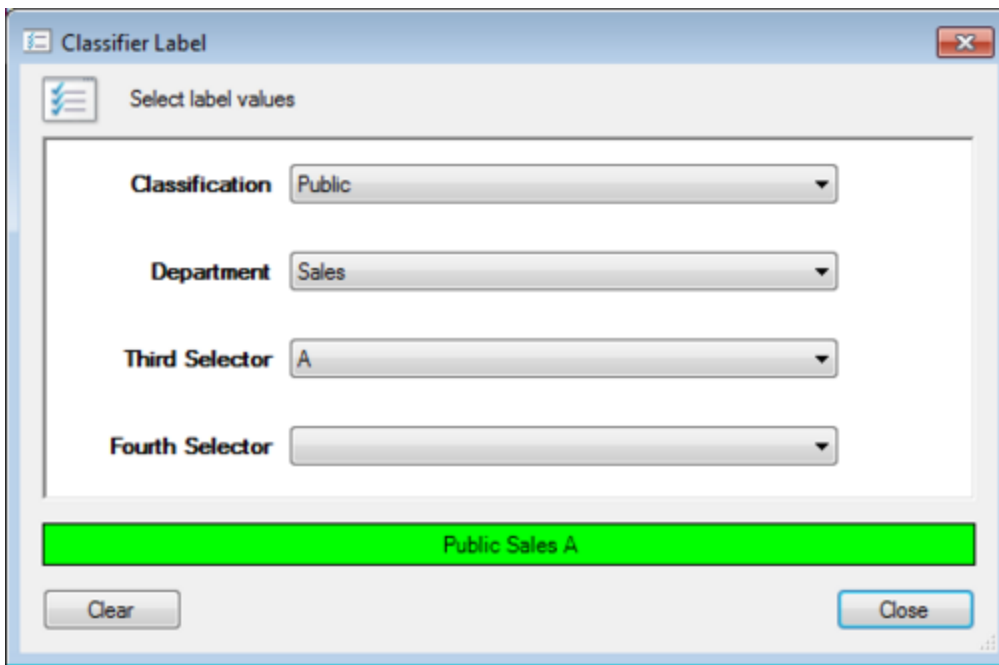 Classifier Label
Select label values
Classification Public
Department Sales
Third Selector A
Fourth Selector
Public Sales A
Clear Close